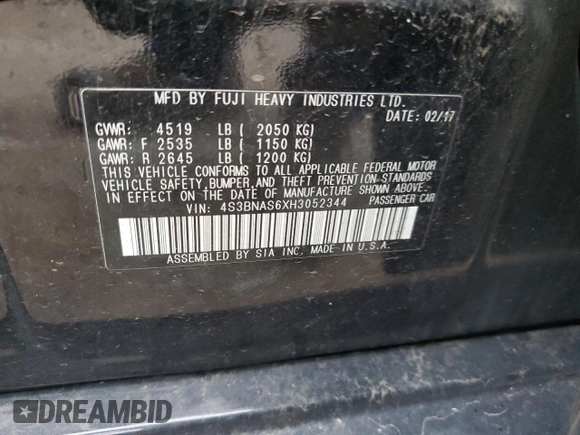 MFD BY FUJI HEAVY INDUSTRIES LTD.
DATE: 02/17
GVWR: 4519 LB ( 2050 KG)
GAWR: F 2535 LB ( 1150 KG)
GAWR: R 2645 LB ( 1200 KG)
THIS VEHICLE CONFORMS TO ALL APPLICABLE FEDERAL MOTOR
VEHICLE SAFETY, BUMPER, AND THEFT PREVENTION STANDARDS
IN EFFECT ON THE DATE OF MANUFACTURE SHOWN ABOVE.
VIN: 4S3BNAS6XH3052344 PASSENGER CAR
ASSEMBLED BY SIA INC. MADE IN U.S.A.
DREAMBID